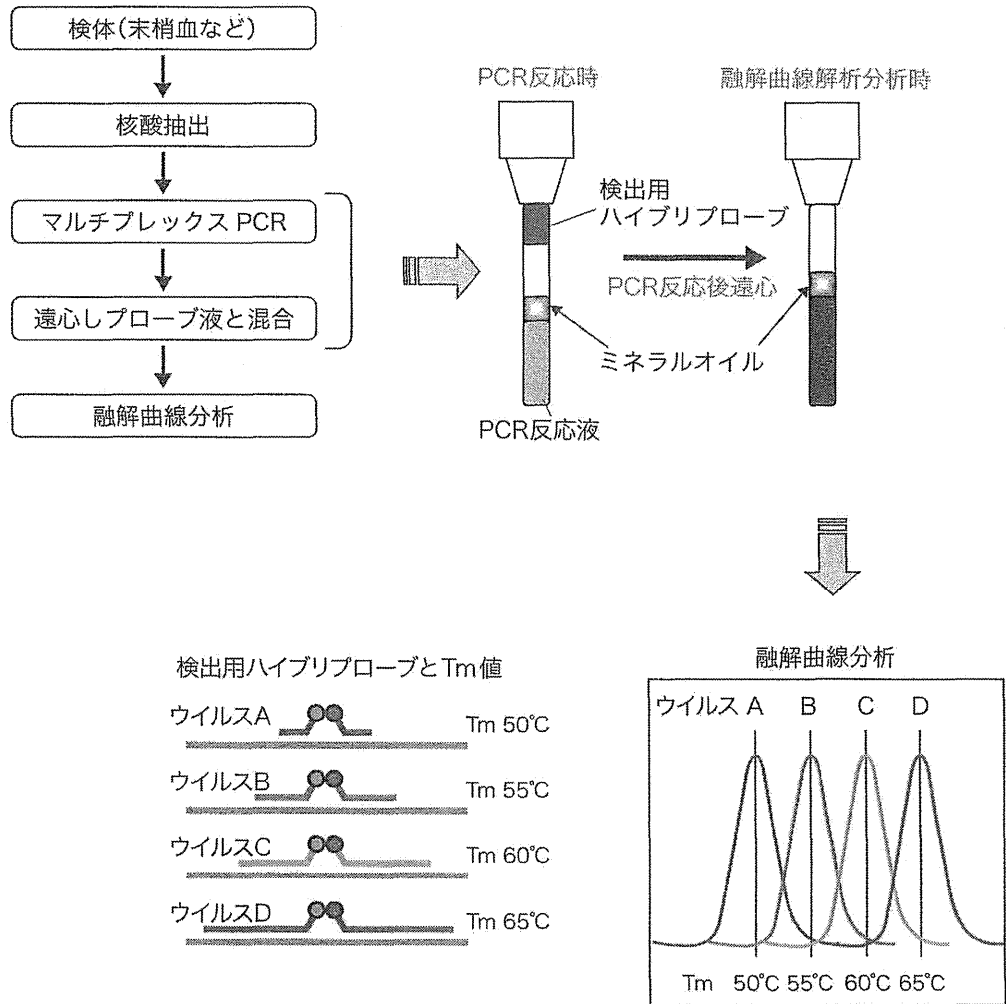 検体(末梢血など)
核酸抽出
マルチプレックス PCR
遠心しプローブ液と混合
融解曲線分析
PCR反応時
融解曲線解析分析時
検出用
ハイブリプローブ
PCR反応後遠心
ミネラルオイル
PCR反応液
検出用ハイブリプローブとTm値
ウイルスA
Tm 50℃
ウイルスB
Tm 55℃
ウイルスC
Tm 60℃
ウイルスD
Tm 65℃
融解曲線分析
ウイルス A B C D
Tm 50℃ 55℃ 60℃ 65℃